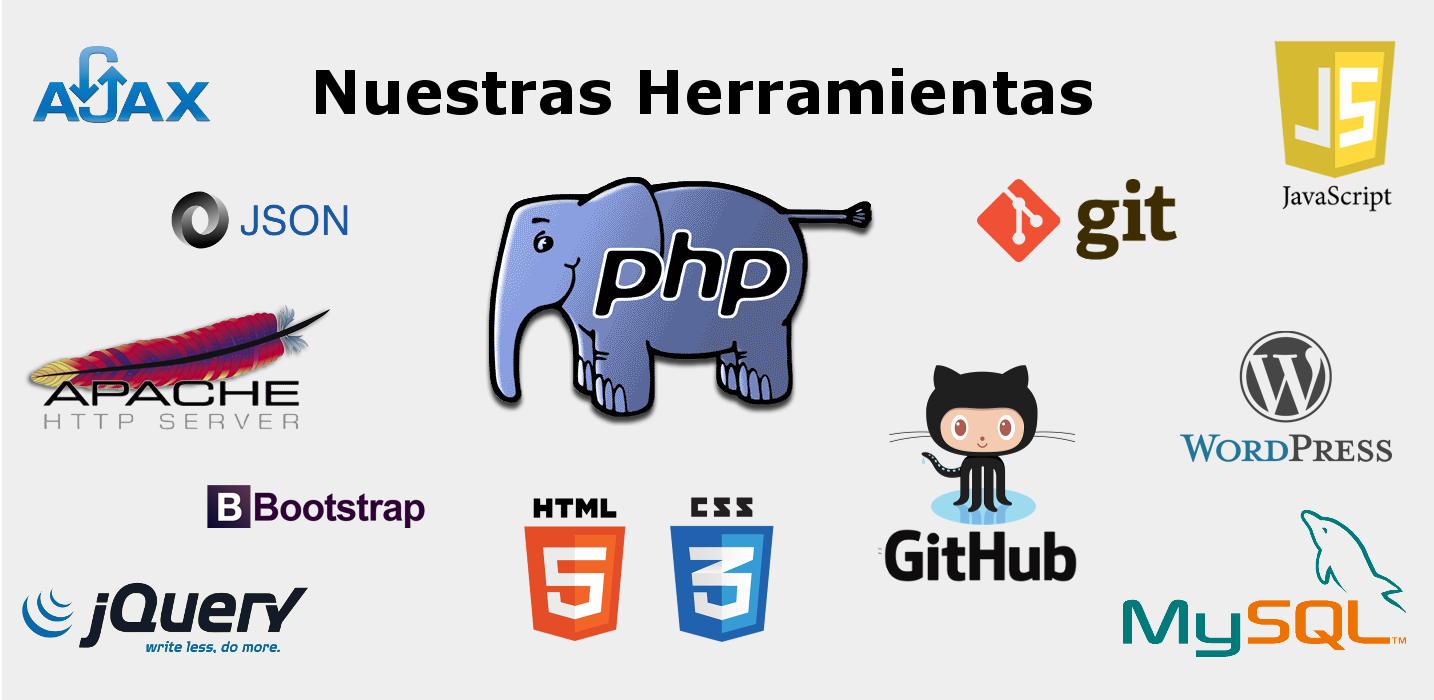 AJAX
Nuestras Herramientas
JS
JavaScript
JSON
php
git
APACHE
HTTP SERVER
W
WORDPRESS
B Bootstrap
HTML
5
CSS
3
GitHub
jQuery
write less, do more.
MySQL™